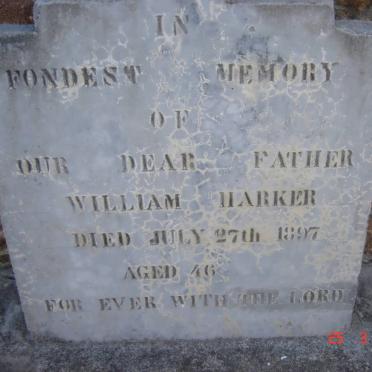 IN
FONDEST MEMORY
OF
OUR DEAR FATHER
WILLIAM HARKER
DIED JULY 27th 1897
AGED 46
FOR EVER WITH THE LORD
25